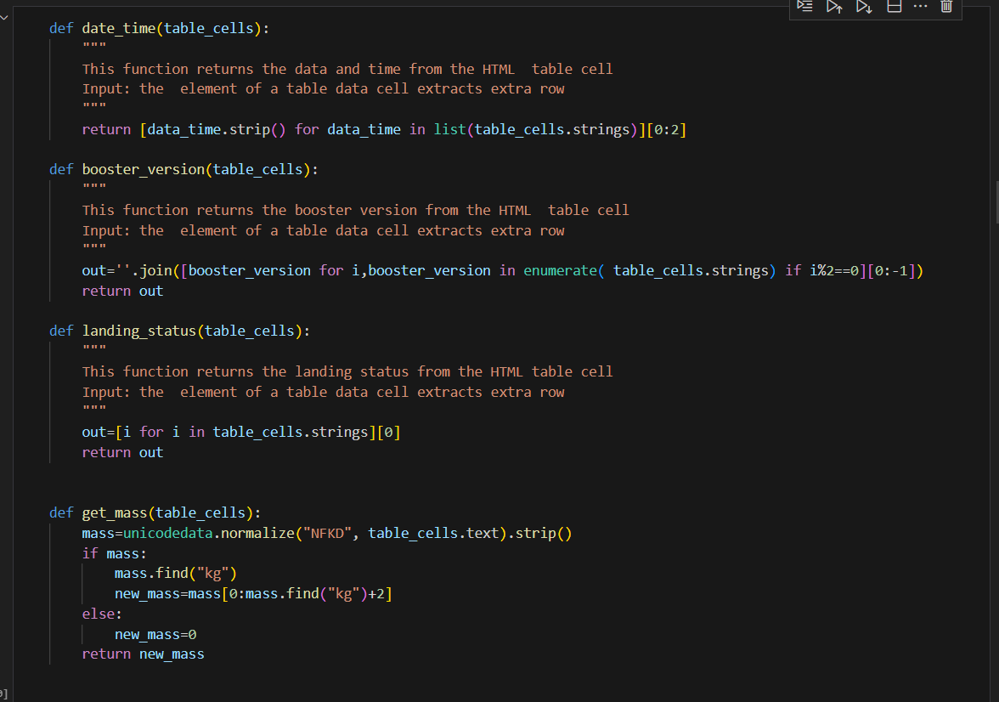 def date_time(table_cells):
    """
    This function returns the data and time from the HTML  table cell
    Input: the  element of a table data cell extracts extra row
    """
    return [data_time.strip() for data_time in list(table_cells.strings)][0:2]
def booster_version(table_cells):
    """
    This function returns the booster version from the HTML  table cell
    Input: the  element of a table data cell extracts extra row
    """
    out=''.join([booster_version for i,booster_version in enumerate( table_cells.strings) if i%2==0][0:-1])
    return out
def landing_status(table_cells):
    """
    This function returns the landing status from the HTML table cell
    Input: the  element of a table data cell extracts extra row
    """
    out=[i for i in table_cells.strings][0]
    return out
def get_mass(table_cells):
    mass=unicodedata.normalize("NFKD", table_cells.text).strip()
    if mass:
        mass.find("kg")
        new_mass=mass[0:mass.find("kg")+2]
    else:
        new_mass=0
    return new_mass